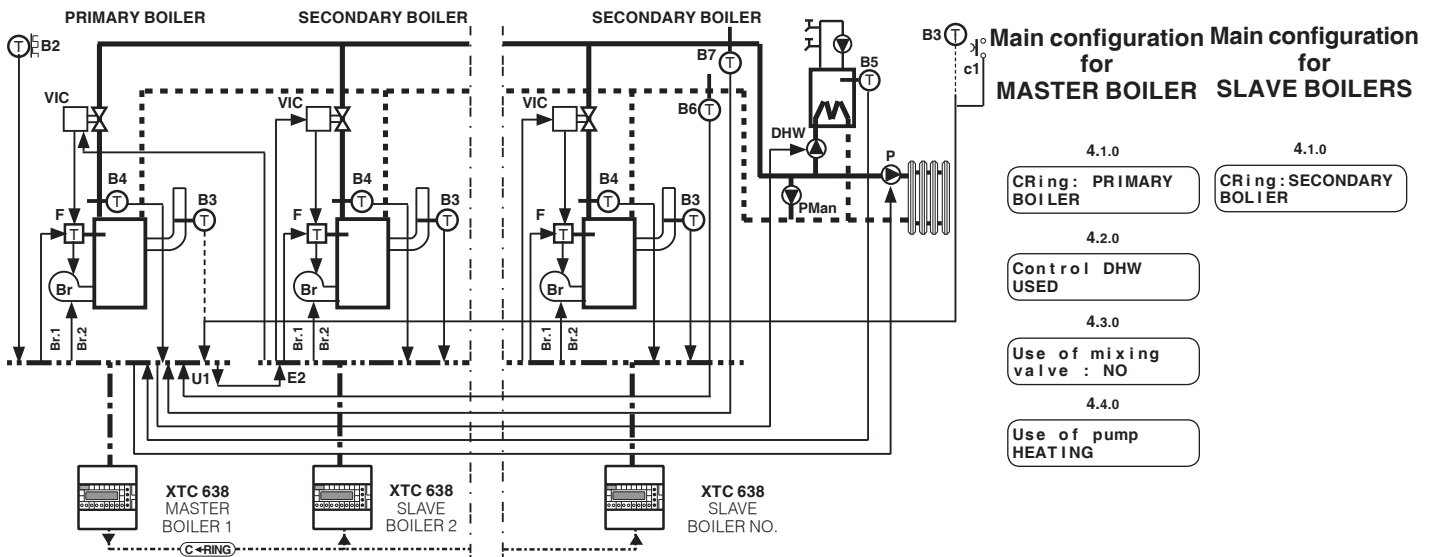 PRIMARY BOILER
SECONDARY BOILER
SECONDARY BOILER
T B2
B7
T
B6 T
B5
T
B3 T
c1
Main configuration
for
MASTER BOILER
Main configuration
for
SLAVE BOILERS
VIC
VIC
VIC
DHW
P
PMan
B4
T
B3
T
F
T
Br
B4
T
B3
T
F
T
Br
B4
T
B3
T
F
T
Br
Br.1
Br.2
Br.1
Br.2
Br.1
Br.2
U1
E2
4.1.0
CRing: PRIMARY
BOILER
4.1.0
CRing:SECONDARY
BOLIER
4.2.0
Control DHW
USED
4.3.0
Use of mixing
valve : NO
4.4.0
Use of pump
HEATING
XTC 638
MASTER
BOILER 1
XTC 638
SLAVE
BOILER 2
XTC 638
SLAVE
BOILER NO.
C RING